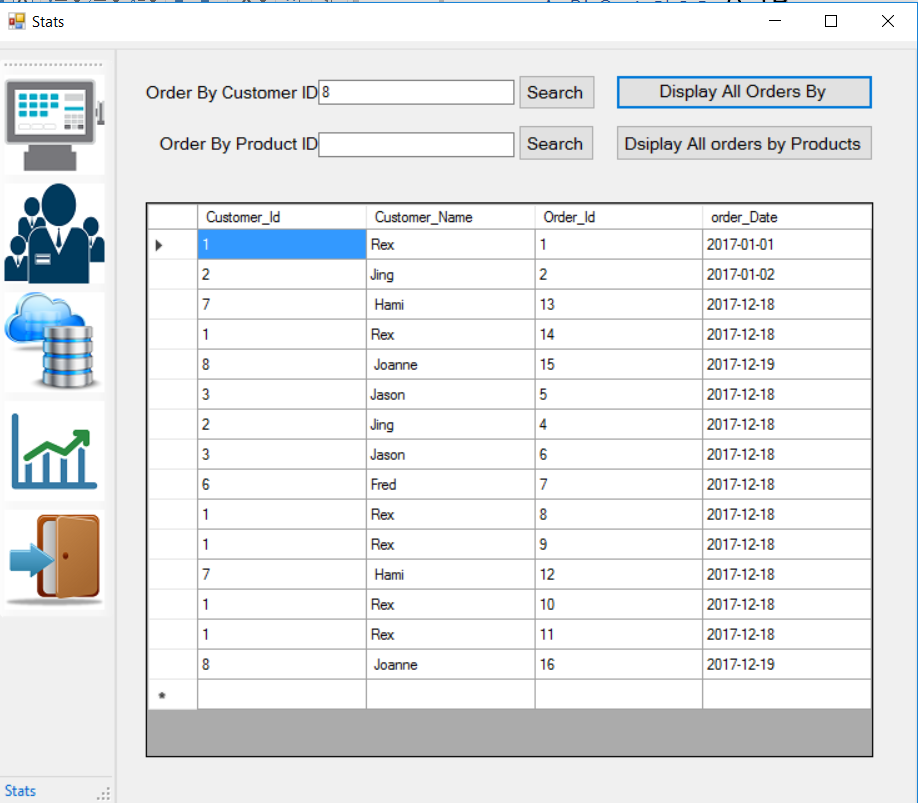 Stats
Order By Customer ID 8 Search Display All Orders By
Order By Product ID Search Dsiplay All orders by Products
Customer_Id Customer_Name Order_Id order_Date
1 Rex 1 2017-01-01
2 Jing 2 2017-01-02
7 Hami 13 2017-12-18
1 Rex 14 2017-12-18
8 Joanne 15 2017-12-19
3 Jason 5 2017-12-18
2 Jing 4 2017-12-18
3 Jason 6 2017-12-18
6 Fred 7 2017-12-18
1 Rex 8 2017-12-18
1 Rex 9 2017-12-18
7 Hami 12 2017-12-18
1 Rex 10 2017-12-18
1 Rex 11 2017-12-18
8 Joanne 16 2017-12-19
*
Stats